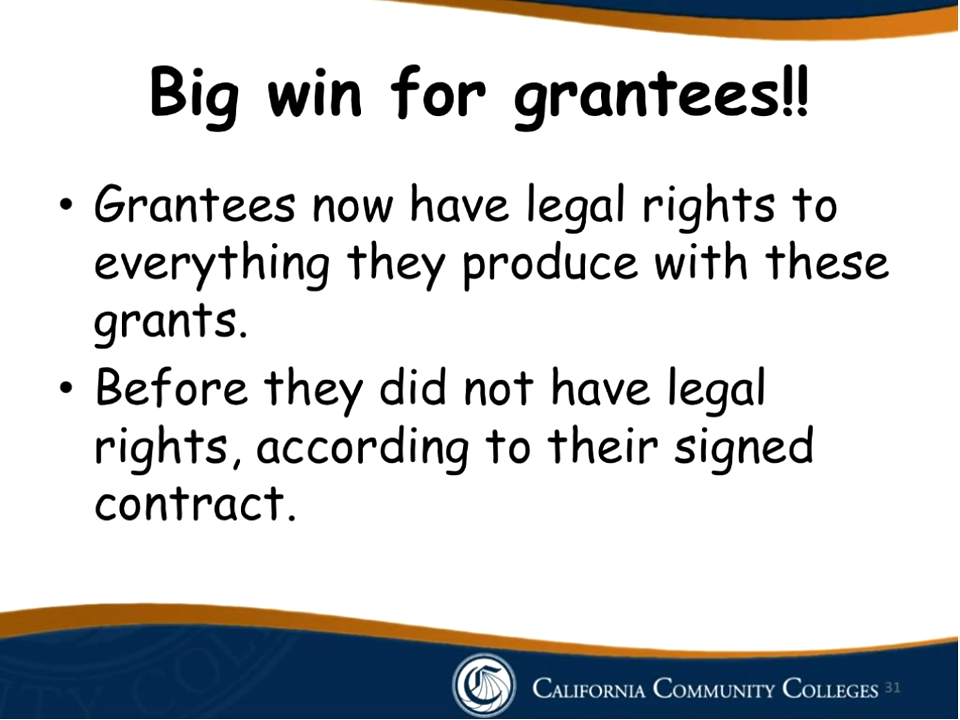 Big win for grantees!!
• Grantees now have legal rights to
everything they produce with these
grants.
• Before they did not have legal
rights, according to their signed
contract.
CALIFORNIA COMMUNITY COLLEGES 31